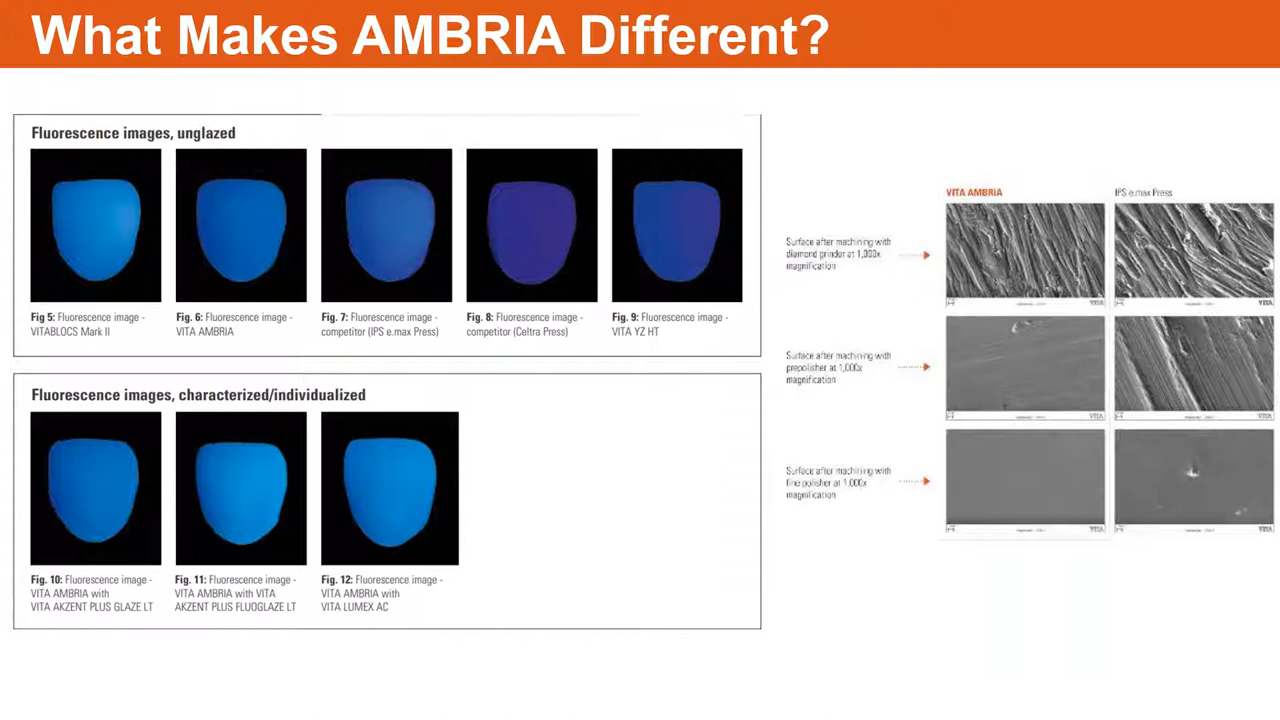 What Makes AMBRIA Different?
Fluorescence images, unglazed
Fig 5: Fluorescence image -
VITABLOCS Mark II
Fig. 6: Fluorescence image -
VITA AMBRIA
Fig. 7: Fluorescence image -
competitor (IPS e.max Press)
Fig. 8: Fluorescence image -
competitor (Celtra Press)
Fig. 9: Fluorescence image -
VITA YZ HT
Fluorescence images, characterized/individualized
Fig. 10: Fluorescence image -
VITA AMBRIA with
VITA AKZENT PLUS GLAZE LT
Fig. 11: Fluorescence image -
VITA AMBRIA with VITA
AKZENT PLUS FLUOGLAZE LT
Fig. 12: Fluorescence image -
VITA AMBRIA with
VITA LUMEX AC
VITA AMBRIA
IPS e.max Press
Surface after machining with
diamond grinder at 1,000x
magnification
VITA
VITA
Surface after machining with
prepolisher at 1,000x
magnification
VITA
VITA
Surface after machining with
fine polisher at 1,000x
magnification
VITA
VITA